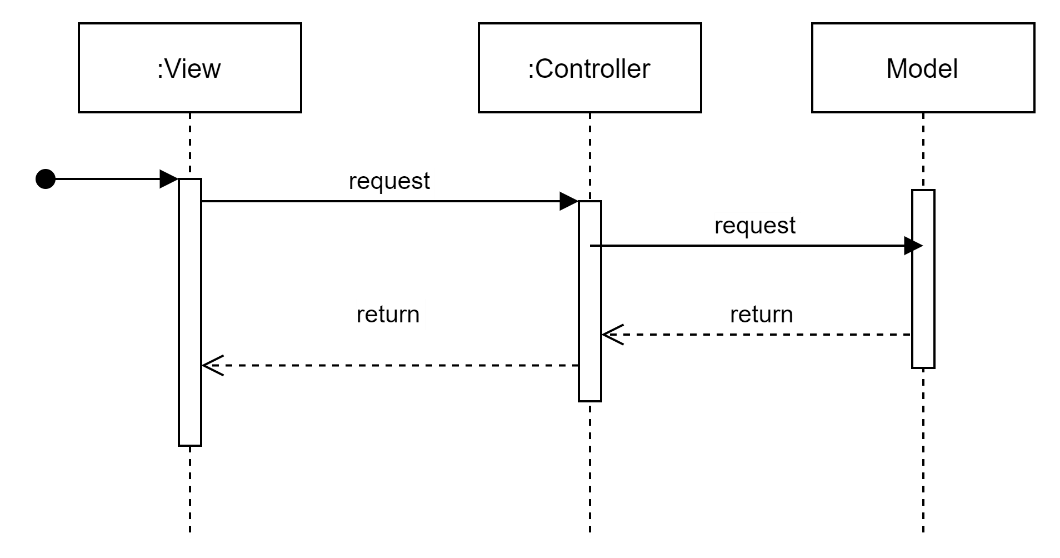 :View
:Controller
Model
request
request
return
return